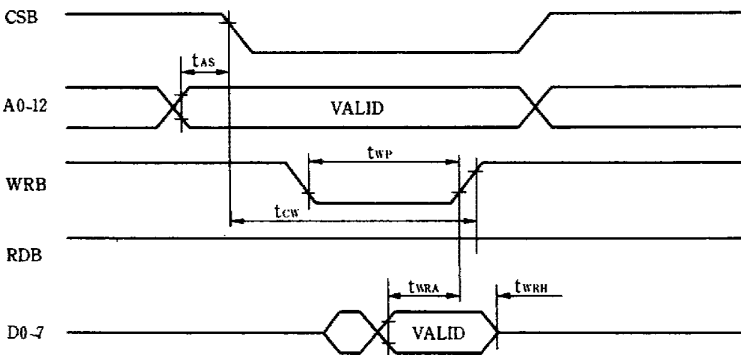 CSB
tAS
A0-12
VALID
tWP
WRB
tCW
RDB
tWRA
tWRH
D0-7
VALID